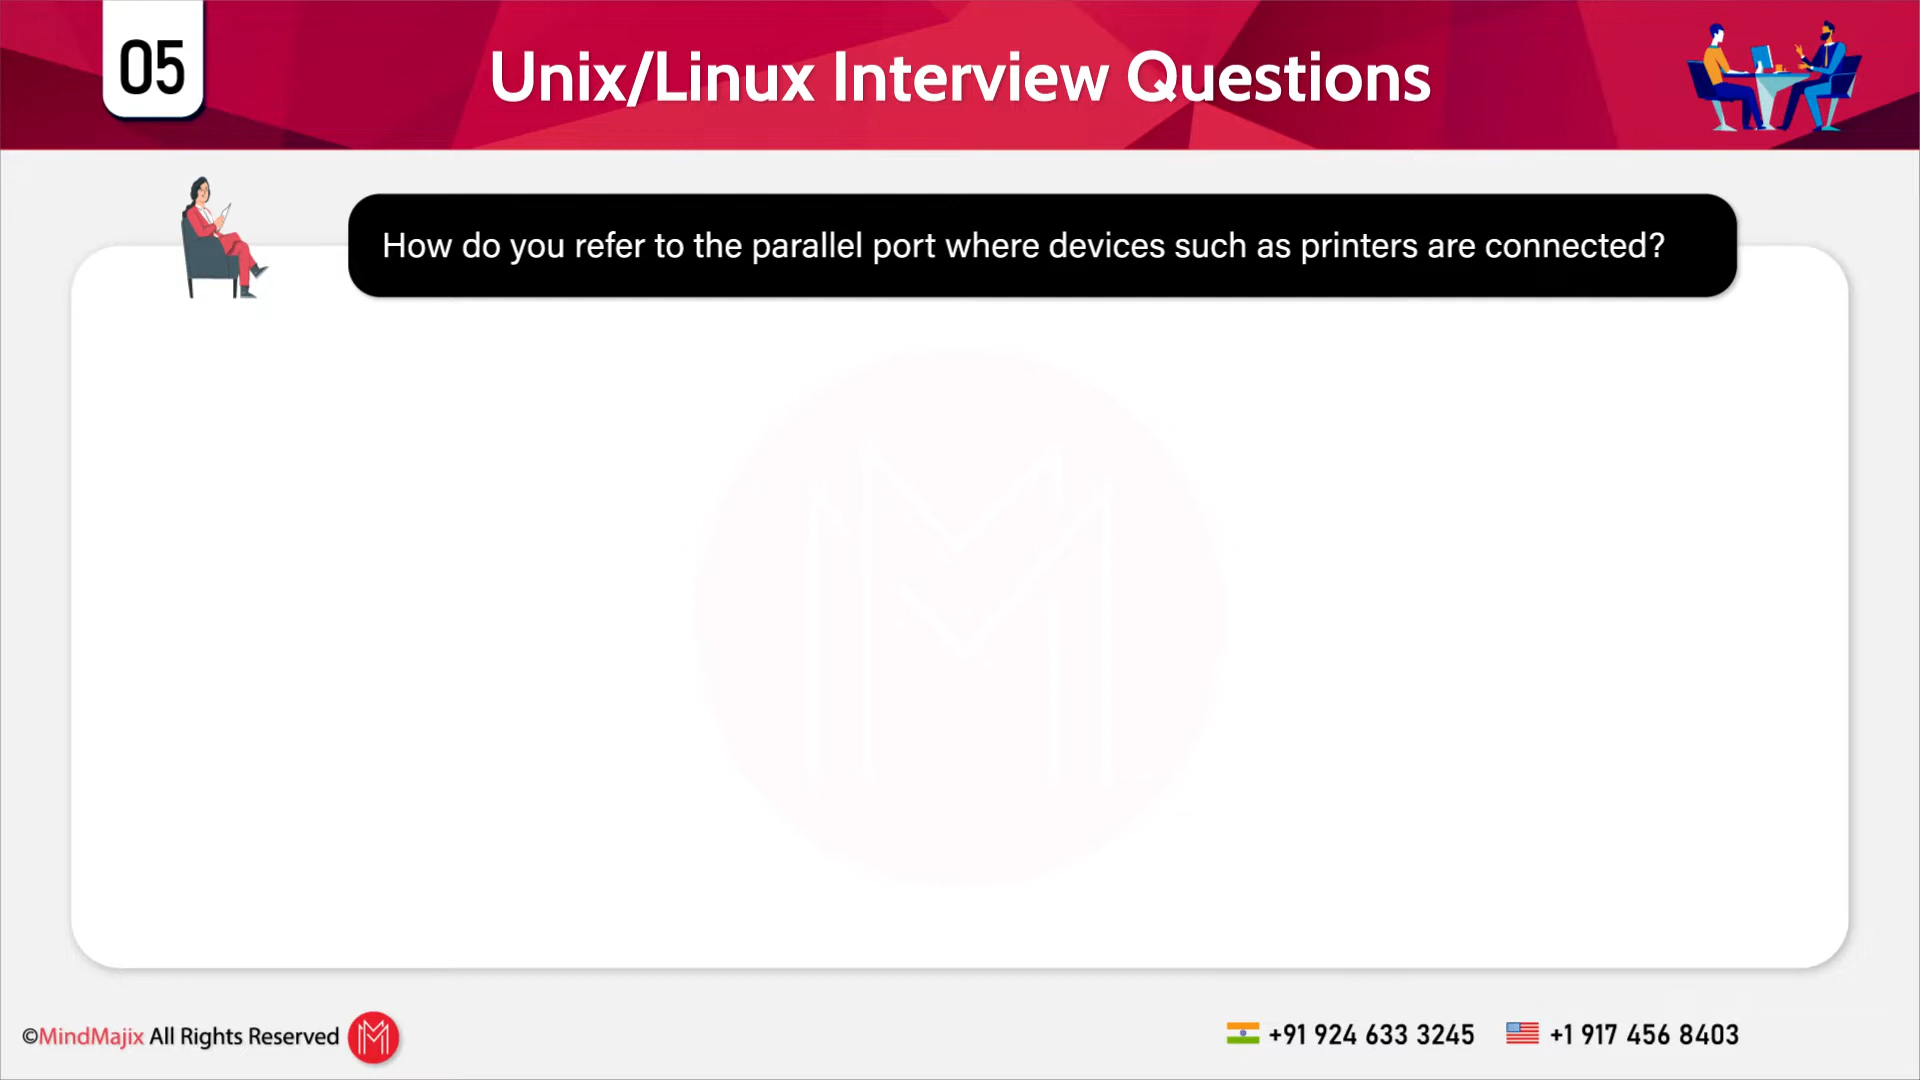 05
Unix/Linux Interview Questions
How do you refer to the parallel port where devices such as printers are connected?
©MindMajix All Rights Reserved
+91 924 633 3245
+1 917 456 8403